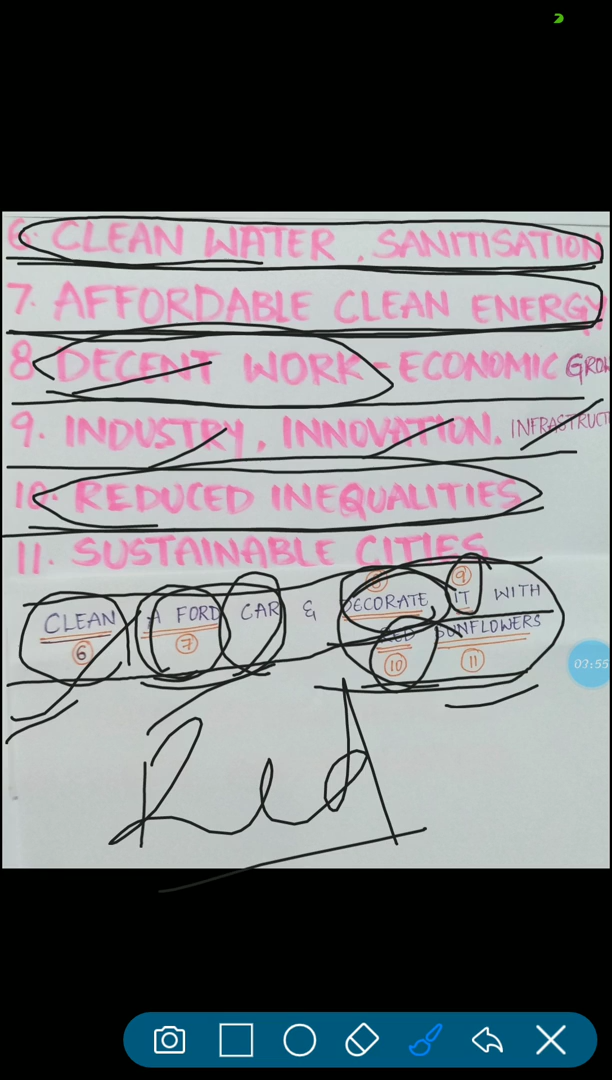 6. CLEAN WATER, SANITISATION
7. AFFORDABLE CLEAN ENERGY
8. DECENT WORK - ECONOMIC GROW
9. INDUSTRY, INNOVATION. INFRASTRUCT
10. REDUCED INEQUALITIES
11. SUSTAINABLE CITIES
CLEAN A FORD CAR & DECORATE IT WITH
6 7 8 9
RED SUNFLOWERS
10 11
Red
03:55